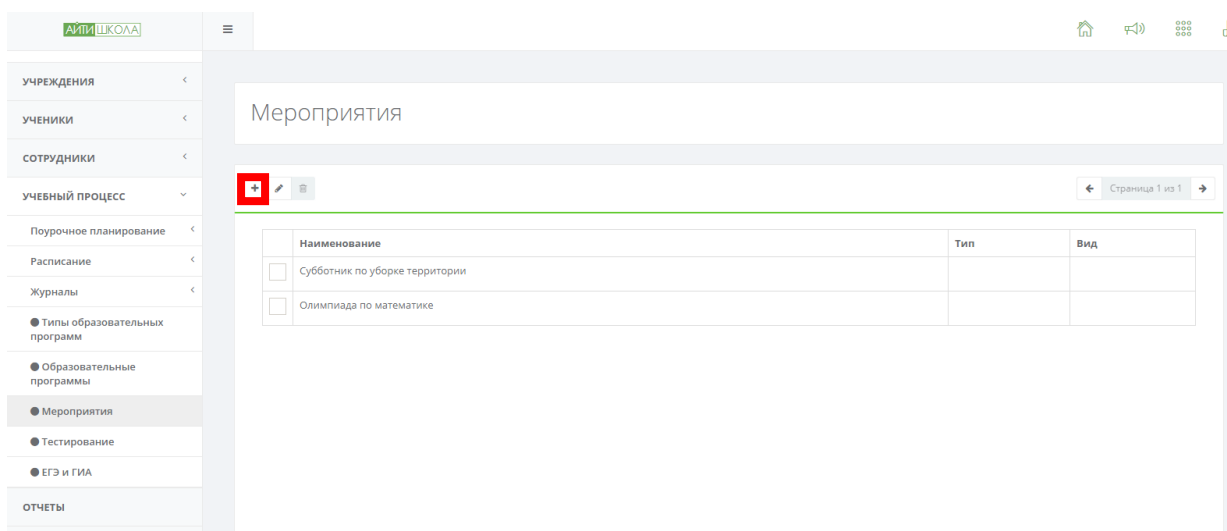 АЙТИ ШКОЛА
УЧРЕЖДЕНИЯ
УЧЕНИКИ
СОТРУДНИКИ
УЧЕБНЫЙ ПРОЦЕСС
Поурочное планирование
Расписание
Журналы
Типы образовательных
программ
Образовательные
программы
Мероприятия
Тестирование
ЕГЭ и ГИА
ОТЧЕТЫ
Мероприятия
Страница 1 из 1
Наименование Тип Вид
Субботник по уборке территории
Олимпиада по математике